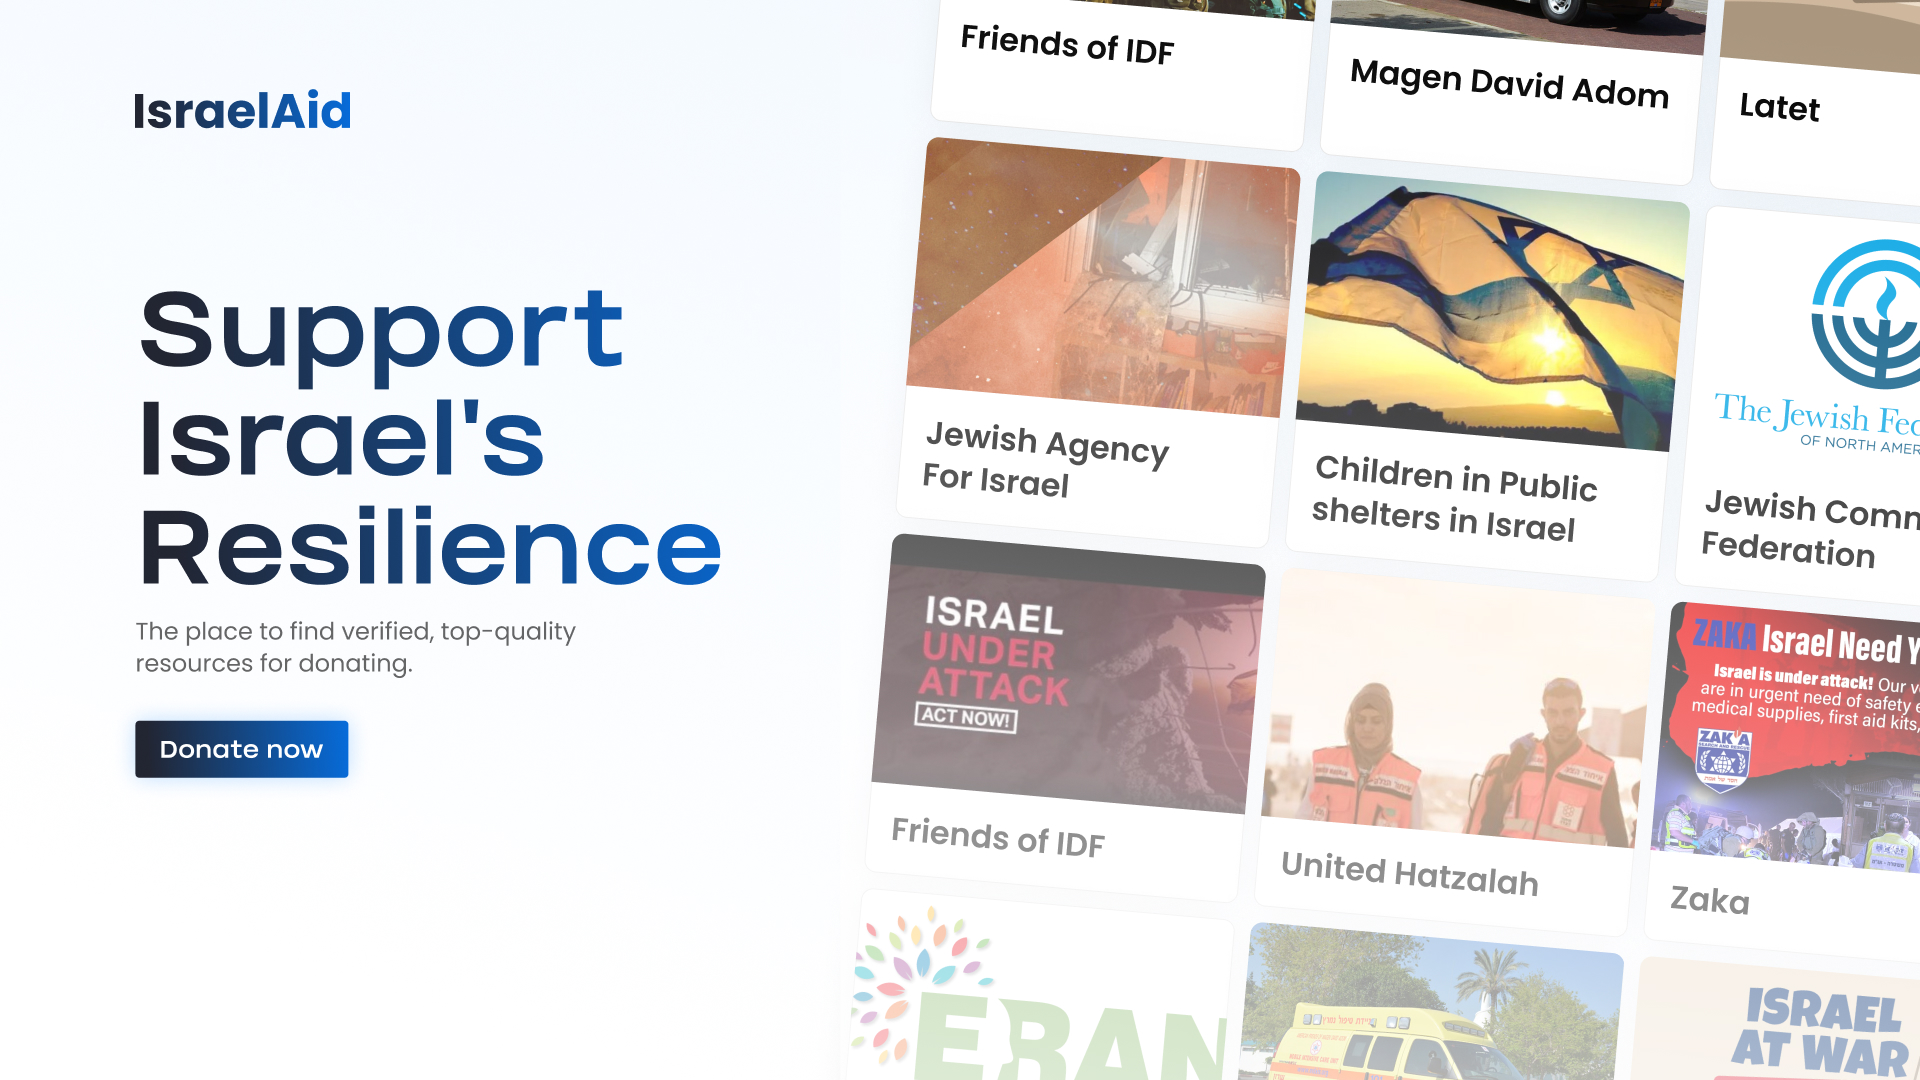 IsraelAid
Support
Israel's
Resilience
The place to find verified, top-quality
resources for donating.
Donate now
Friends of IDF
Magen David Adom
Latet
Jewish Agency
For Israel
Children in Public
shelters in Israel
The Jewish Fed
OF NORTH AMER
Jewish Comm
Federation
ISRAEL
UNDER
ATTACK
ACT NOW!
Friends of IDF
United Hatzalah
ZAKA Israel Need Y
Israel is under attack! Our v
are in urgent need of safety e
medical supplies, first aid kits,
ZAKA
SEARCH AND RESCUE
Zaka
ERAN
ISRAEL
AT WAR